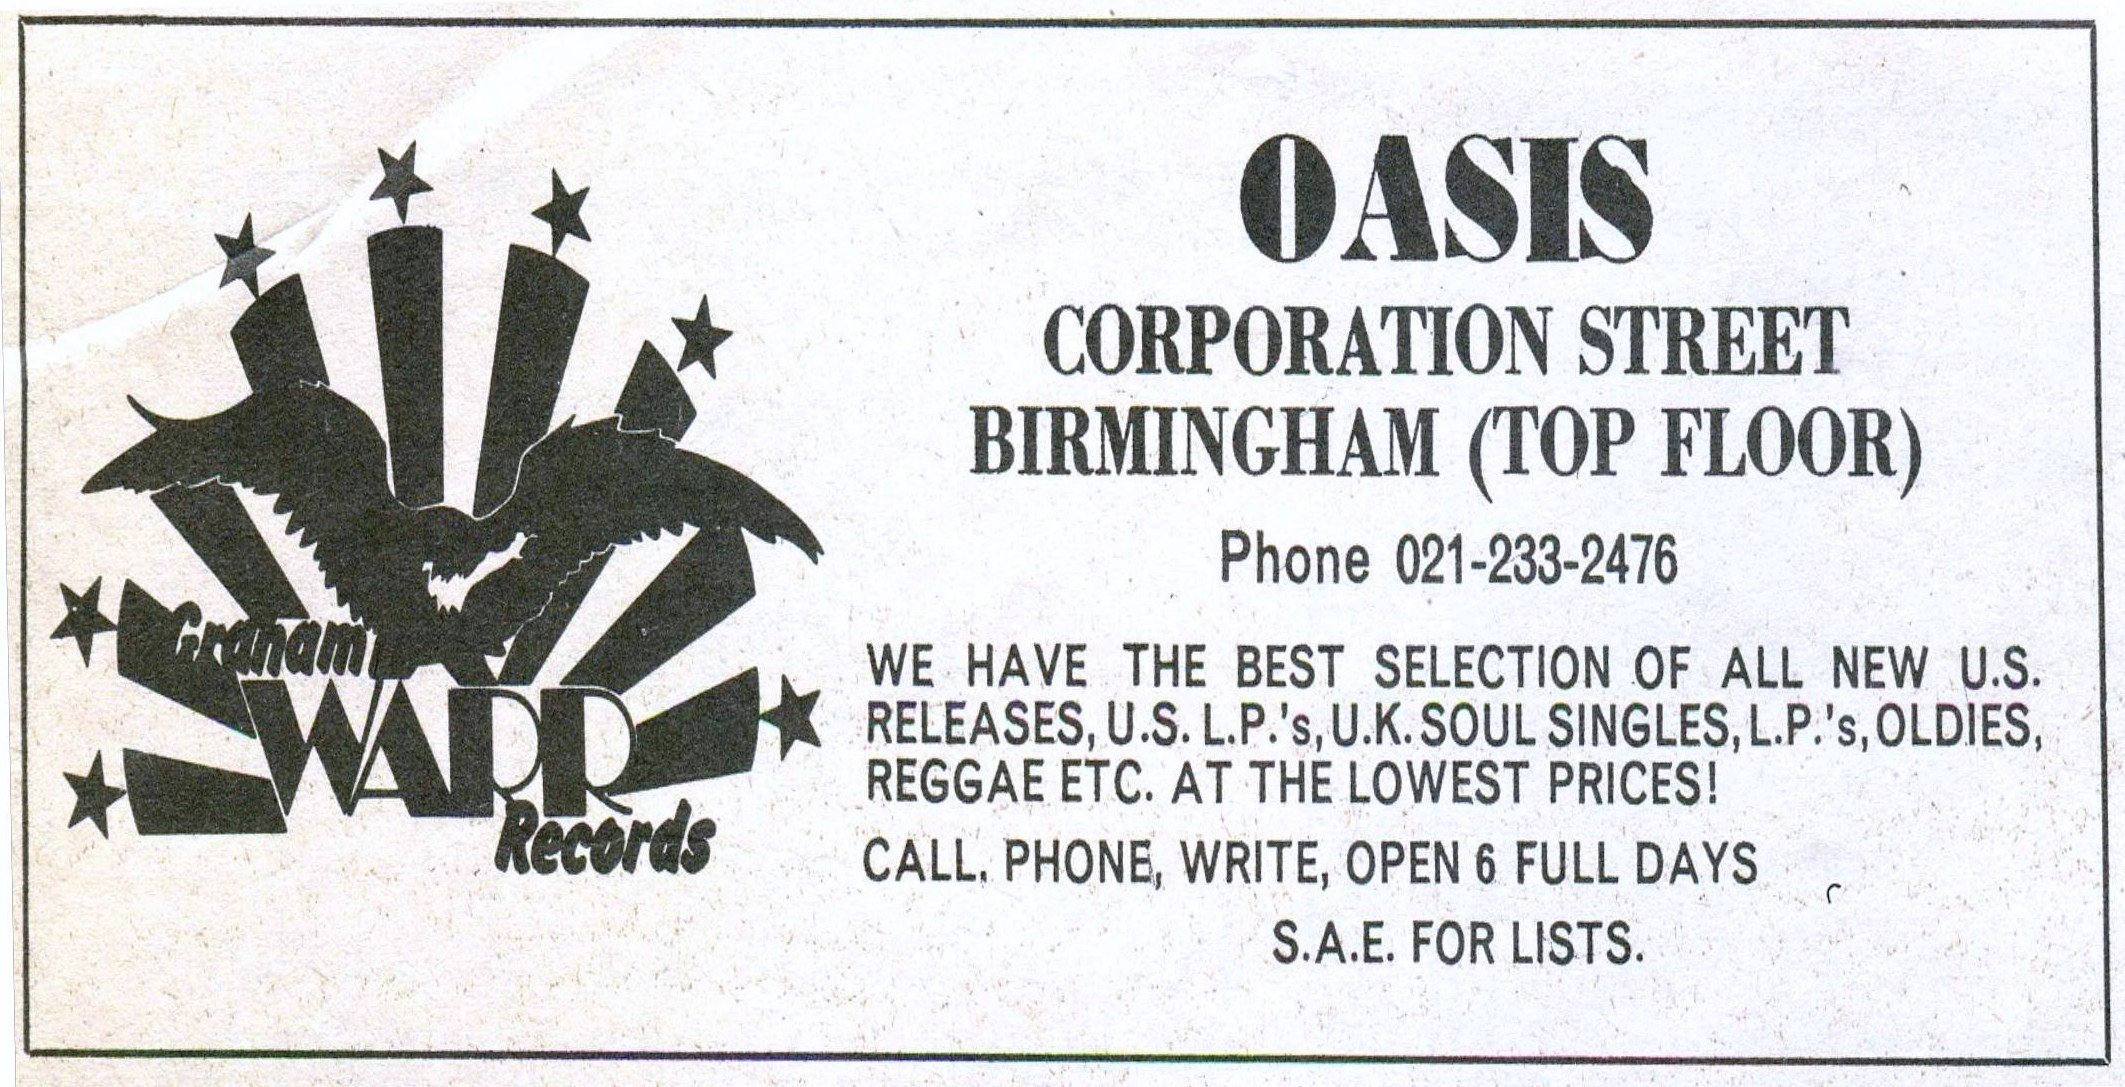 Graham
WARR
Records
OASIS
CORPORATION STREET
BIRMINGHAM (TOP FLOOR)
Phone 021-233-2476
WE HAVE THE BEST SELECTION OF ALL NEW U.S.
RELEASES, U.S. L.P.'s, U.K. SOUL SINGLES, L.P.'s, OLDIES,
REGGAE ETC. AT THE LOWEST PRICES!
CALL, PHONE, WRITE, OPEN 6 FULL DAYS
S.A.E. FOR LISTS.